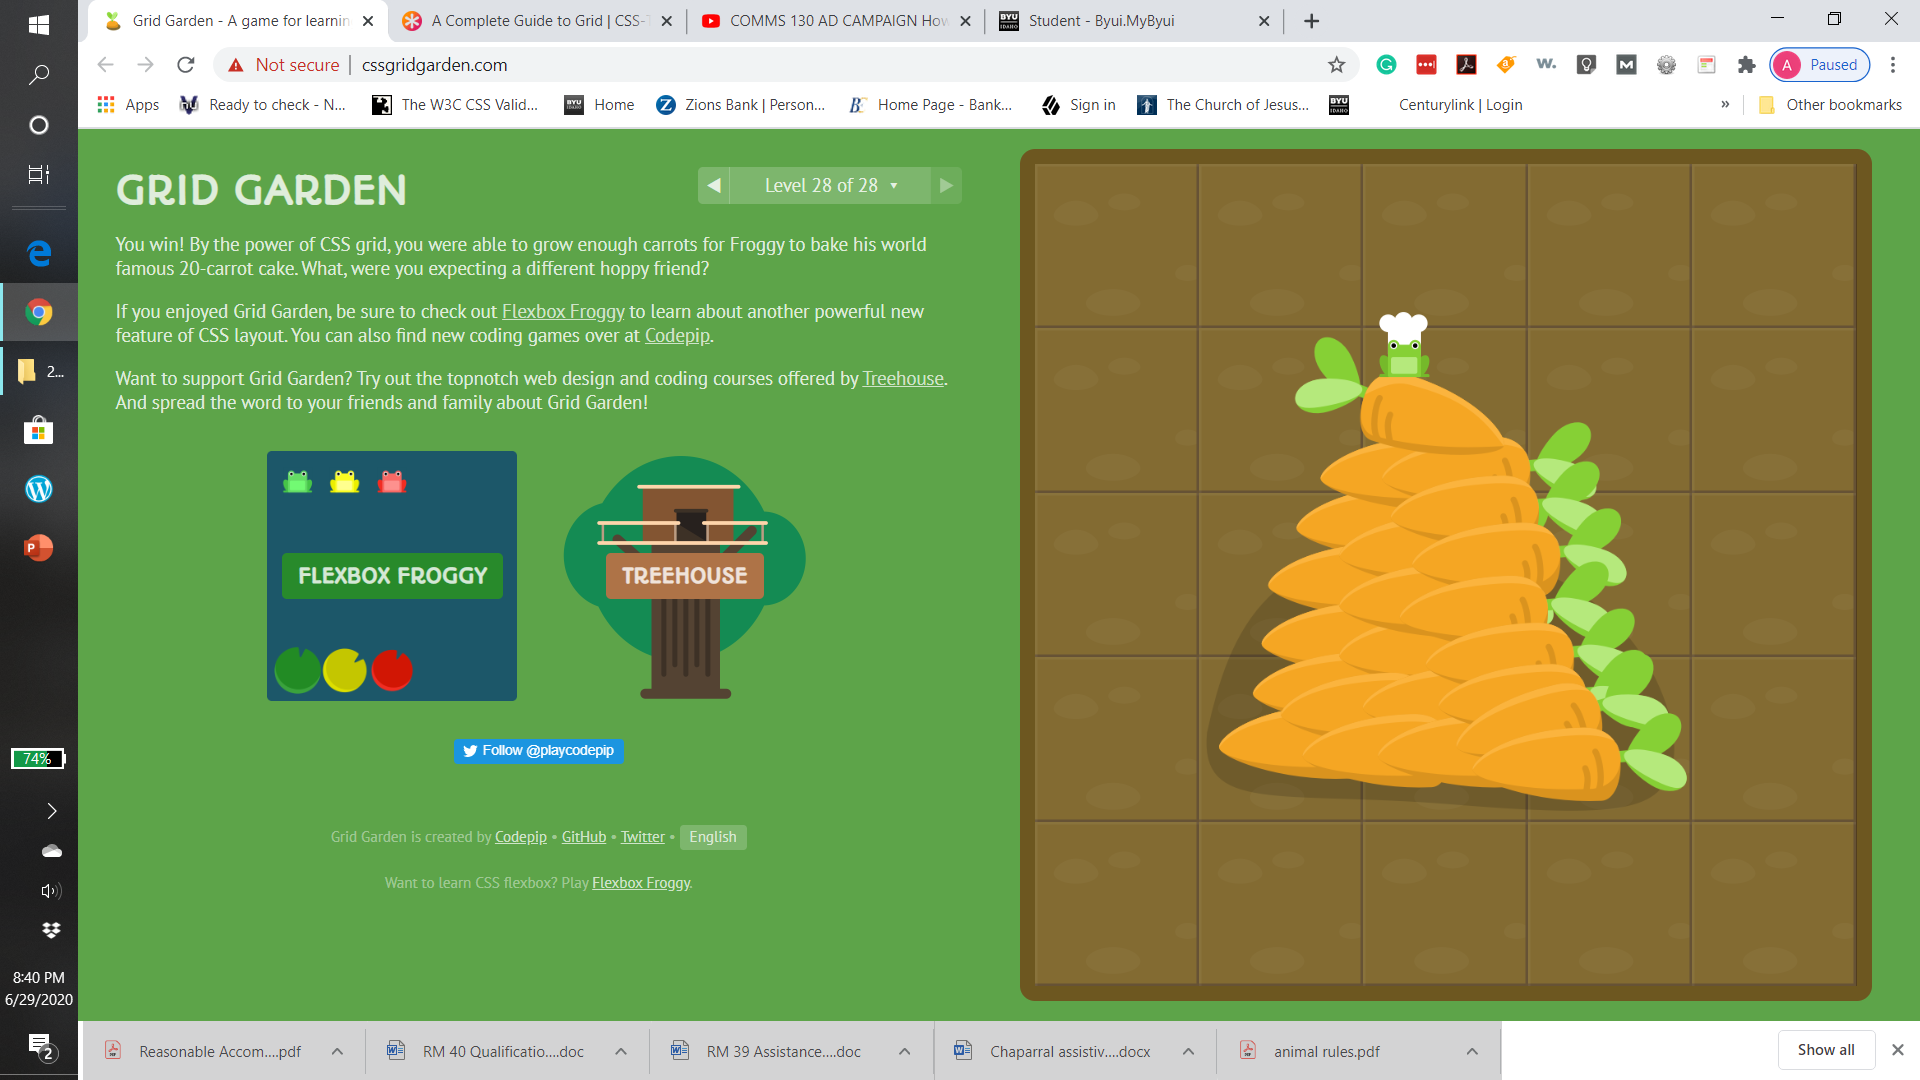 Grid Garden - A game for learnin
A Complete Guide to Grid | CSS-T
COMMS 130 AD CAMPAIGN How
Student - Byui.MyByui
Not secure | cssgridgarden.com
A Paused
Apps
Ready to check - N...
The W3C CSS Valid...
Home
Zions Bank | Person...
Home Page - Bank...
Sign in
The Church of Jesus...
Centurylink | Login
»
Other bookmarks
GRID GARDEN
Level 28 of 28
You win! By the power of CSS grid, you were able to grow enough carrots for Froggy to bake his world
famous 20-carrot cake. What, were you expecting a different hoppy friend?
If you enjoyed Grid Garden, be sure to check out Flexbox Froggy to learn about another powerful new
feature of CSS layout. You can also find new coding games over at Codepip.
Want to support Grid Garden? Try out the topnotch web design and coding courses offered by Treehouse.
And spread the word to your friends and family about Grid Garden!
FLEXBOX FROGGY
TREEHOUSE
Follow @playcodepip
Grid Garden is created by Codepip • GitHub • Twitter • English
Want to learn CSS flexbox? Play Flexbox Froggy.
2...
74%
8:40 PM
6/29/2020
2
Reasonable Accom....pdf
RM 40 Qualificatio....doc
RM 39 Assistance....doc
Chaparral assistiv....docx
animal rules.pdf
Show all